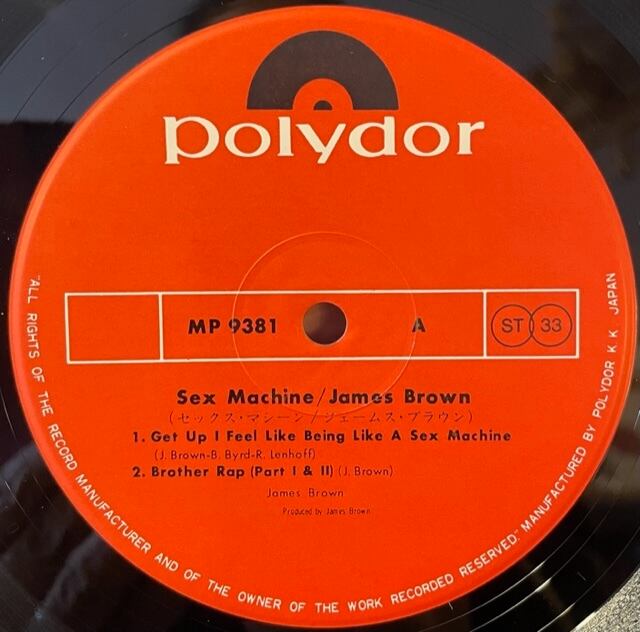 polydor
MP 9381 A ST 33
Sex Machine/James Brown
(セックス・マシーン/ジェームス・ブラウン)
1. Get Up I Feel Like Being Like A Sex Machine
(J. Brown-B. Byrd-R. Lenhoff)
2. Brother Rap (Part I & II) (J. Brown)
James Brown
Produced by James Brown
"ALL RIGHTS OF THE RECORD MANUFACTURER AND OF THE OWNER OF THE WORK RECORDED RESERVED." MANUFACTURED BY POLYDOR K K JAPAN